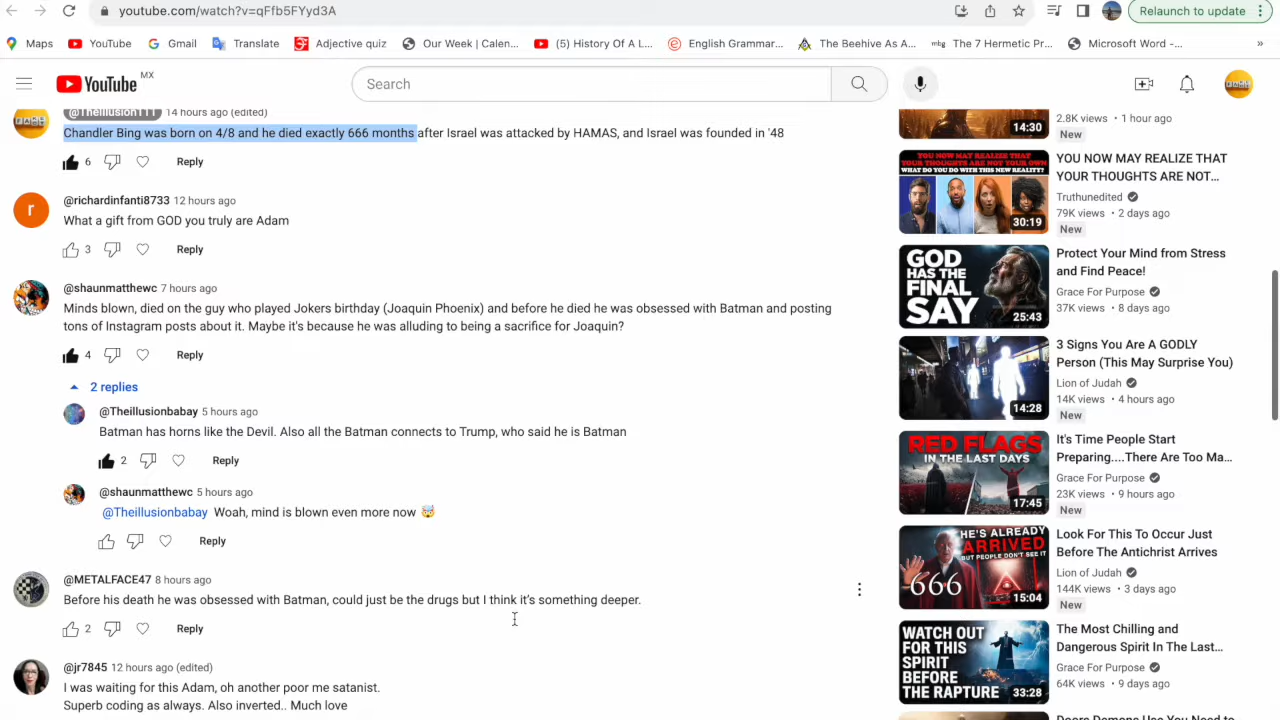 youtube.com/watch?v=qFfb5FYyd3A
Relaunch to update
Maps
YouTube
Gmail
Translate
Adjective quiz
Our Week | Calen...
(5) History Of A L...
English Grammar...
The Beehive As A...
mbg
The 7 Hermetic Pr...
Microsoft Word -...
»
YouTube MX
Search
@Theillusion111 14 hours ago (edited)
Chandler Bing was born on 4/8 and he died exactly 666 months after Israel was attacked by HAMAS, and Israel was founded in '48
6 Reply
r
@richardinfanti8733 12 hours ago
What a gift from GOD you truly are Adam
3 Reply
@shaunmatthewc 7 hours ago
Minds blown, died on the guy who played Jokers birthday (Joaquin Phoenix) and before he died he was obsessed with Batman and posting
tons of Instagram posts about it. Maybe it's because he was alluding to being a sacrifice for Joaquin?
4 Reply
2 replies
@Theillusionbabay 5 hours ago
Batman has horns like the Devil. Also all the Batman connects to Trump, who said he is Batman
2 Reply
@shaunmatthewc 5 hours ago
@Theillusionbabay Woah, mind is blown even more now 🤯
Reply
@METALFACE47 8 hours ago
Before his death he was obsessed with Batman, could just be the drugs but I think it's something deeper.
2 Reply
@jr7845 12 hours ago (edited)
I was waiting for this Adam, oh another poor me satanist.
Superb coding as always. Also inverted.. Much love
14:30
2.8K views • 1 hour ago
New
YOU NOW MAY REALIZE THAT
YOUR THOUGHTS ARE NOT YOUR OWN
WHAT DO YOU DO WITH THIS NEW REALITY?
30:19
YOU NOW MAY REALIZE THAT
YOUR THOUGHTS ARE NOT...
Truthunedited
79K views • 2 days ago
New
GOD
HAS THE
FINAL
SAY
25:43
Protect Your Mind from Stress
and Find Peace!
Grace For Purpose
37K views • 8 days ago
14:28
3 Signs You Are A GODLY
Person (This May Surprise You)
Lion of Judah
14K views • 4 hours ago
New
RED FLAGS
IN THE LAST DAYS
17:45
It's Time People Start
Preparing....There Are Too Ma...
Grace For Purpose
23K views • 9 hours ago
New
HE'S ALREADY
ARRIVED
BUT PEOPLE DON'T SEE IT
666
15:04
Look For This To Occur Just
Before The Antichrist Arrives
Lion of Judah
144K views • 3 days ago
New
WATCH OUT
FOR THIS
SPIRIT
BEFORE
THE RAPTURE
33:28
The Most Chilling and
Dangerous Spirit In The Last...
Grace For Purpose
64K views • 9 days ago